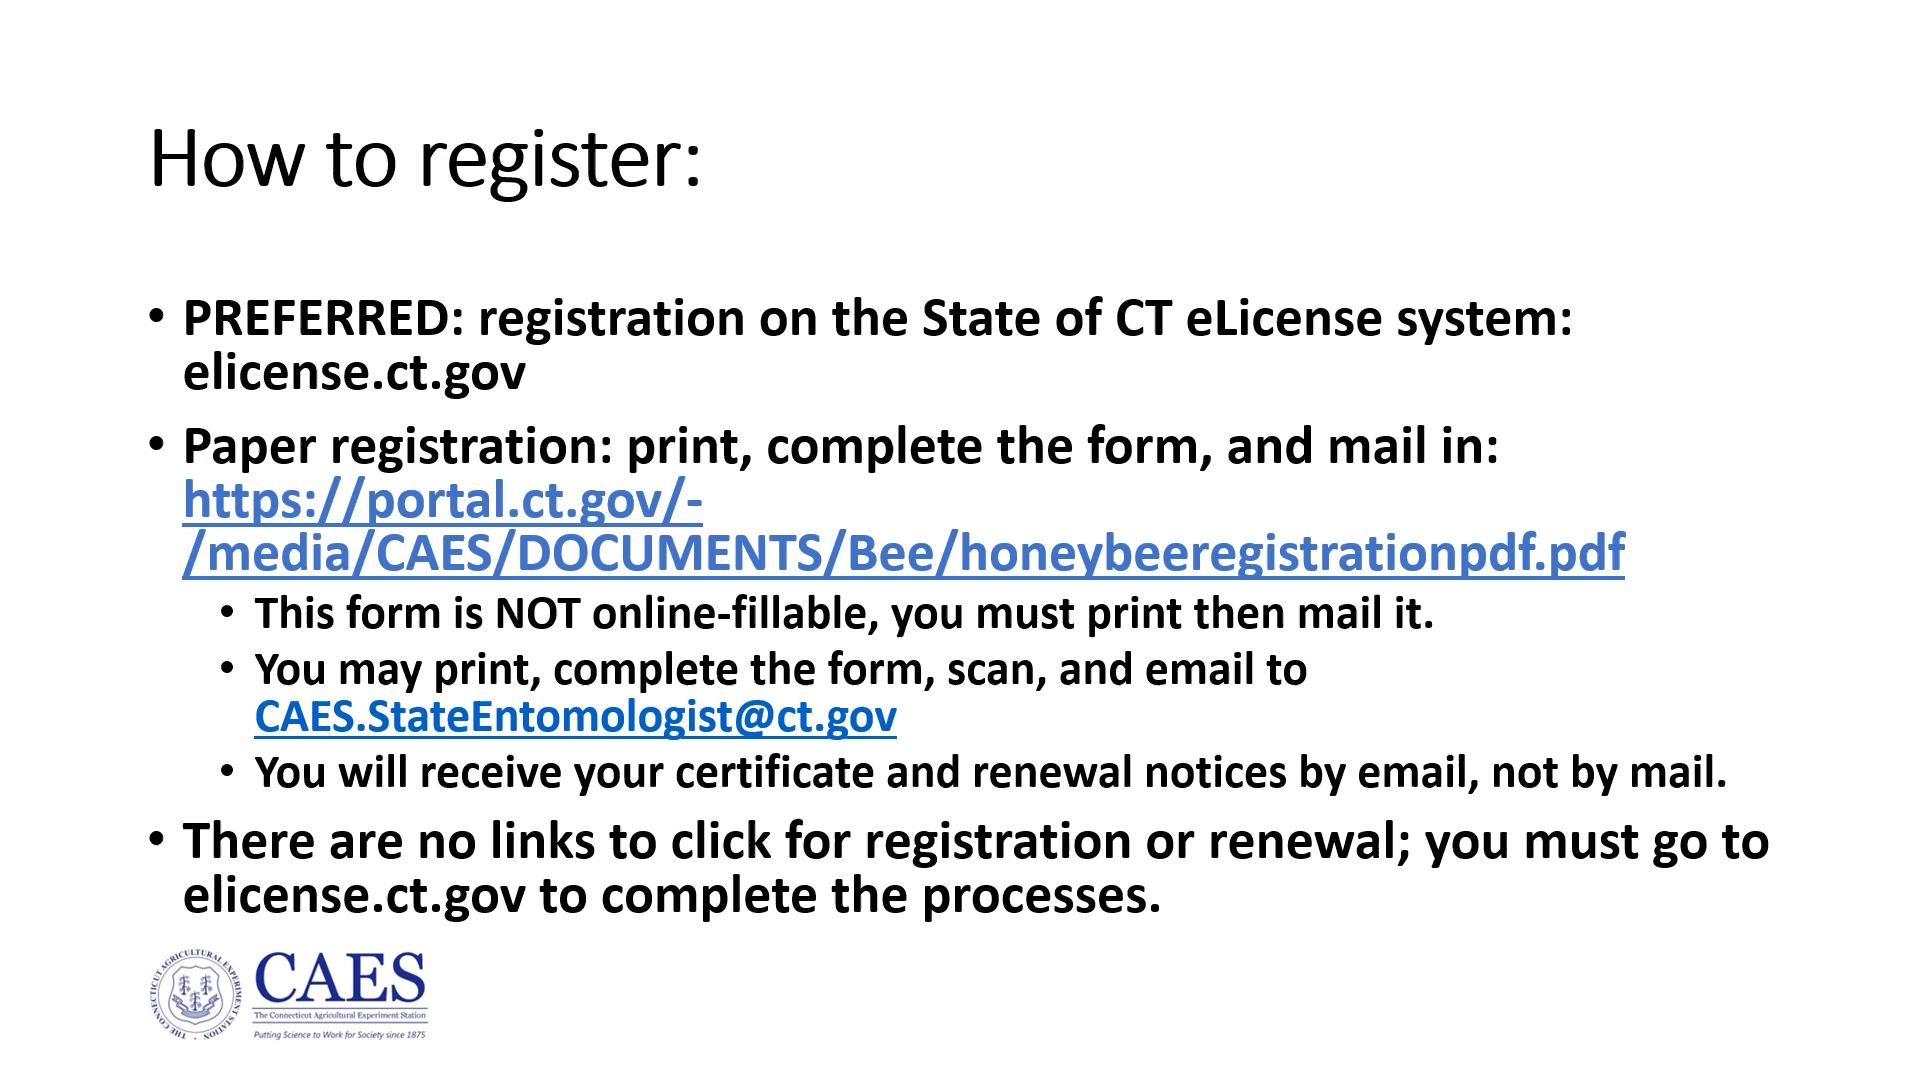 How to register:
• PREFERRED: registration on the State of CT eLicense system:
elicense.ct.gov
• Paper registration: print, complete the form, and mail in:
https://portal.ct.gov/-
/media/CAES/DOCUMENTS/Bee/honeybeeregistrationpdf.pdf
• This form is NOT online-fillable, you must print then mail it.
• You may print, complete the form, scan, and email to
CAES.StateEntomologist@ct.gov
• You will receive your certificate and renewal notices by email, not by mail.
• There are no links to click for registration or renewal; you must go to
elicense.ct.gov to complete the processes.
THE CONNECTICUT AGRICULTURAL EXPERIMENT STATION
CAES
The Connecticut Agricultural Experiment Station
Putting Science to Work for Society since 1875